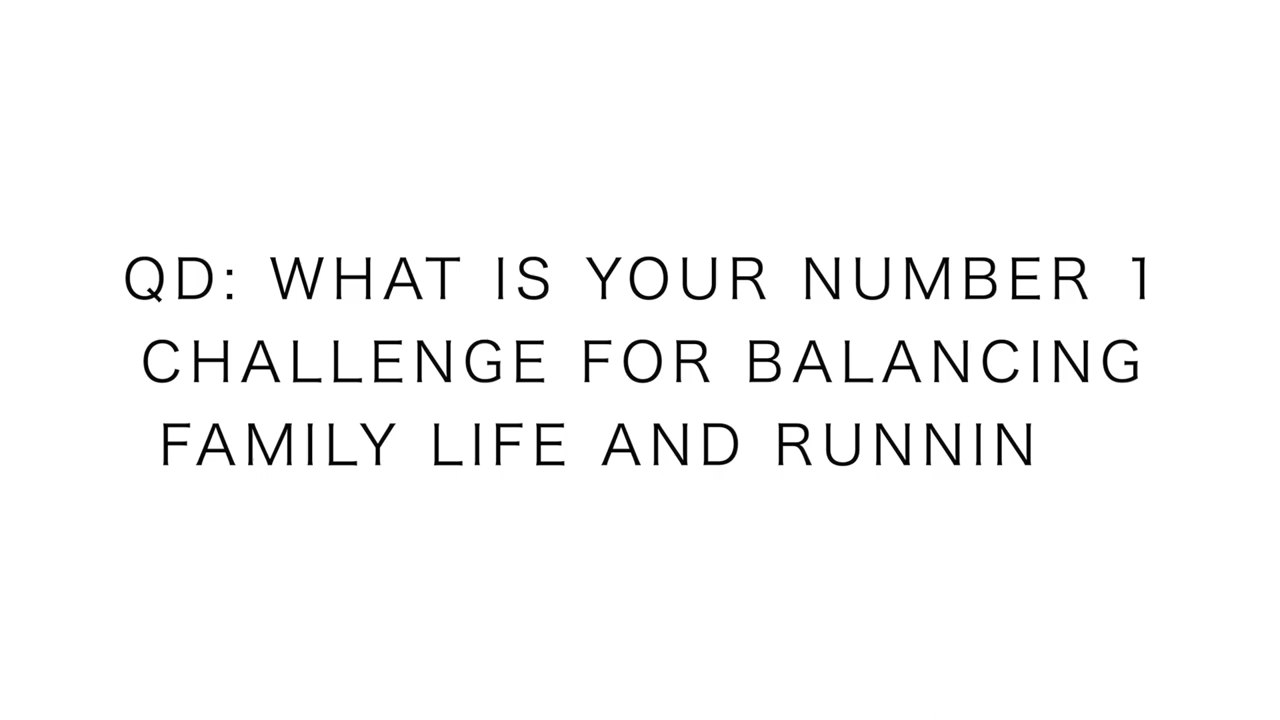 QD: WHAT IS YOUR NUMBER 1
CHALLENGE FOR BALANCING
FAMILY LIFE AND RUNNIN